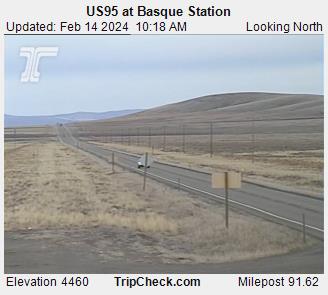 US95 at Basque Station
Updated: Feb 14 2024 10:18 AM Looking North
Elevation 4460 TripCheck.com Milepost 91.62